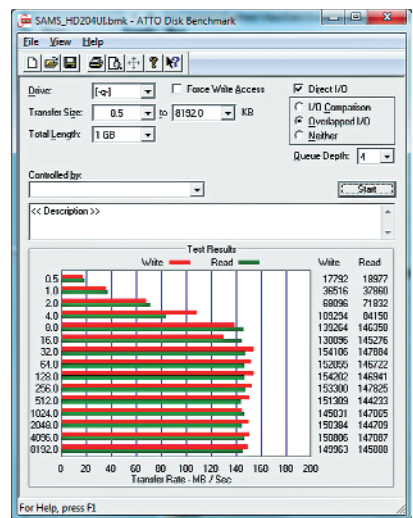 SAMS_HD204UI.bmk - ATTO Disk Benchmark
File View Help
Drive: [-q-] Force Write Access Direct I/O
Transfer Size: 0.5 to 8192.0 KB I/O Comparison
Overlapped I/O
Total Length: 1 GB Neither
Queue Depth: 4
Controlled by:
Start
<< Description >>
Test Results
Write Read Write Read
0.5 17792 18977
1.0 36516 37860
2.0 68096 71832
4.0 109294 84150
8.0 139264 146358
16.0 130096 145276
32.0 154106 147884
64.0 152055 146722
128.0 154202 146941
256.0 153300 147825
512.0 151309 144233
1024.0 145031 147065
2048.0 150384 144709
4096.0 150806 147087
8192.0 149963 145088
0 20 40 60 80 100 120 140 160 180 200
Transfer Rate - MB / Sec
For Help, press F1